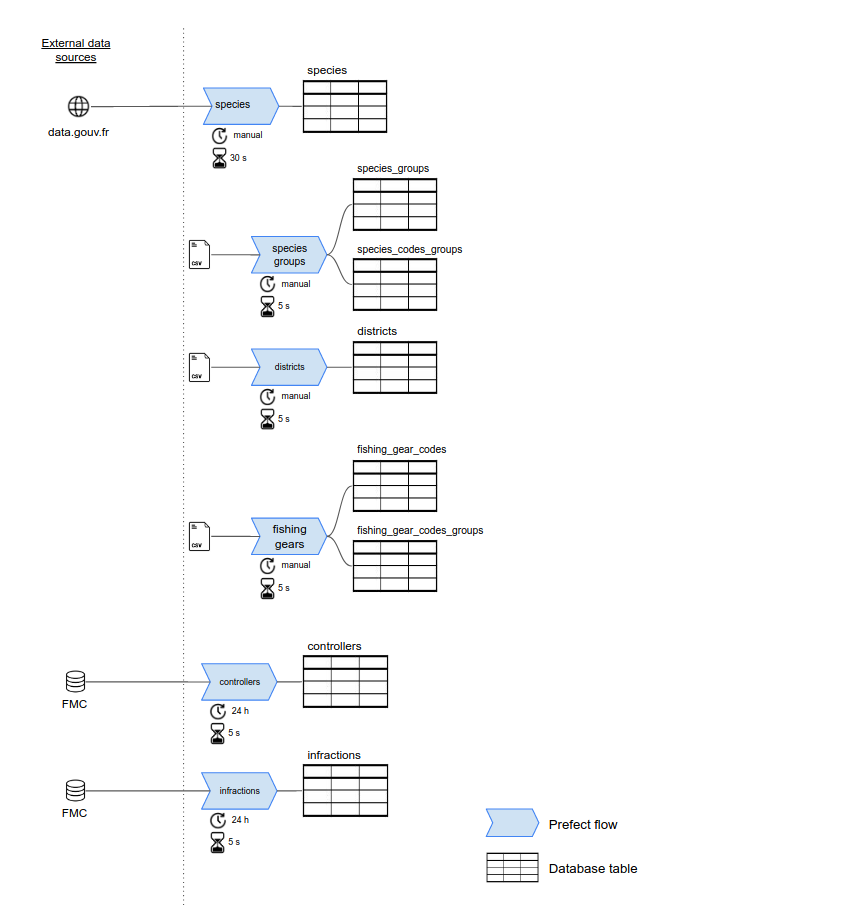 External data
sources
species
species
data.gouv.fr
manual
30 s
species_groups
species
groups
species_codes_groups
CSV
manual
5 s
districts
districts
CSV
manual
5 s
fishing_gear_codes
fishing
gears
fishing_gear_codes_groups
CSV
manual
5 s
controllers
controllers
FMC
24 h
5 s
infractions
infractions
FMC
24 h
5 s
Prefect flow
Database table